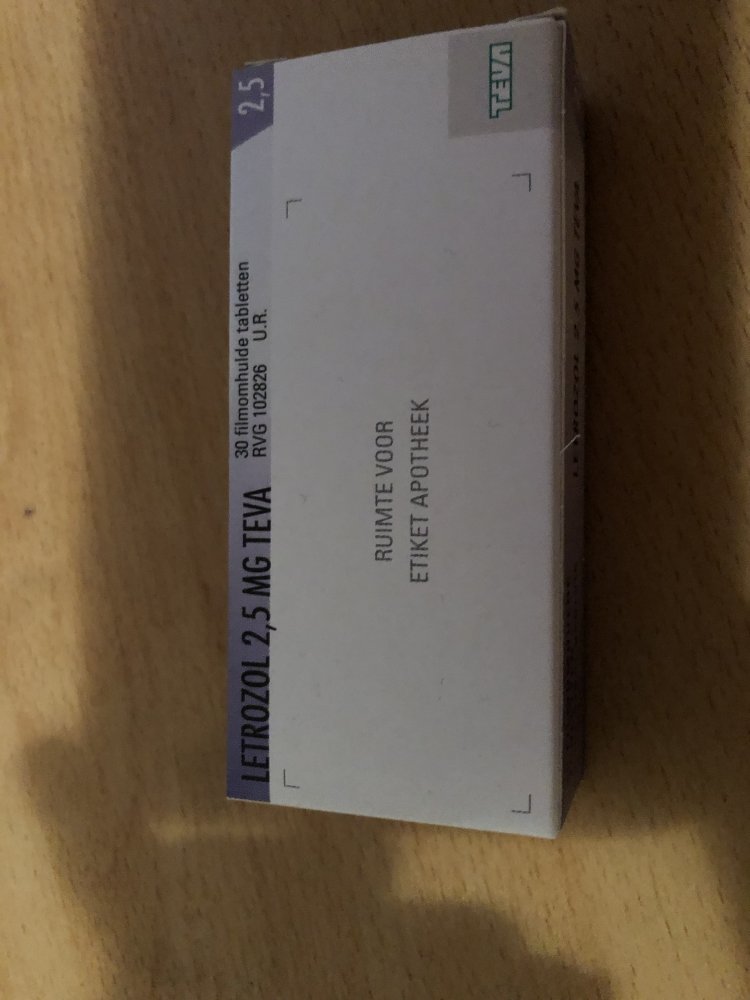 LETROZOL 2,5 MG TEVA
30 filmomhulde tabletten
RVG 102826 U.R.
2,5
TEVA
RUIMTE VOOR
ETIKET APOTHEEK